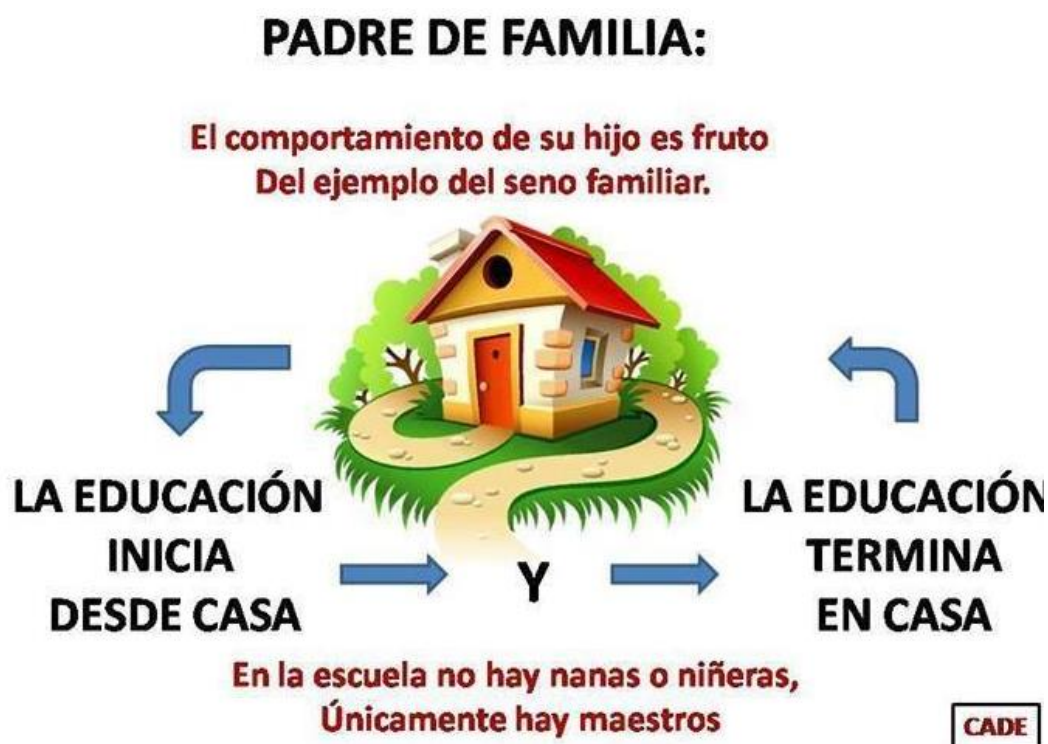 PADRE DE FAMILIA:
El comportamiento de su hijo es fruto
Del ejemplo del seno familiar.
LA EDUCACIÓN
INICIA
DESDE CASA
Y
LA EDUCACIÓN
TERMINA
EN CASA
En la escuela no hay nanas o niñeras,
Únicamente hay maestros
CADE